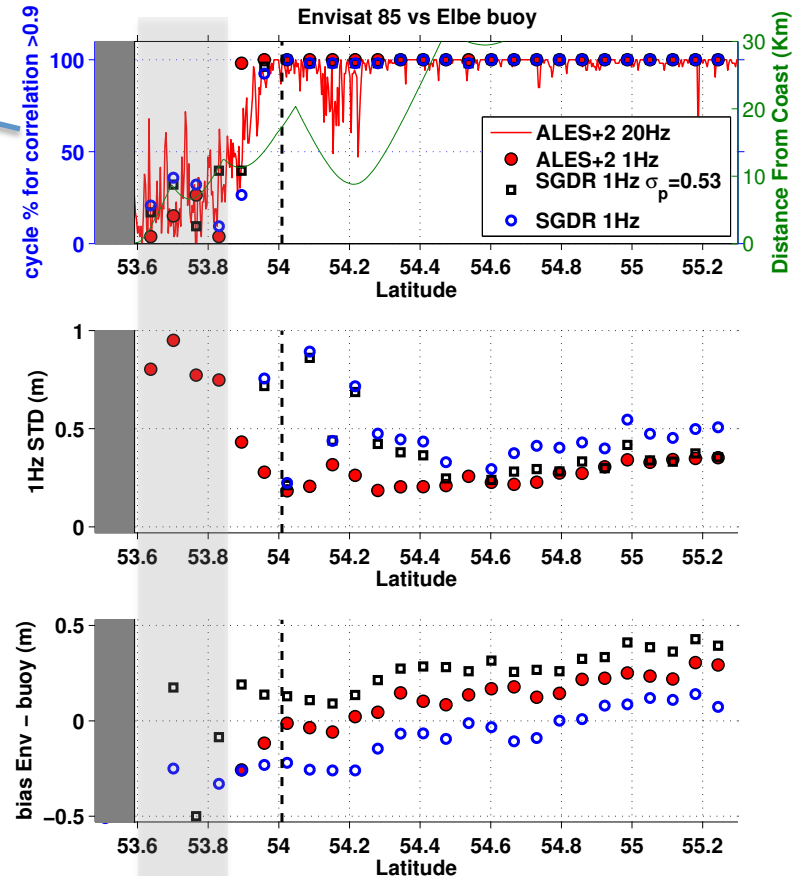 Envisat 85 vs Elbe buoy
cycle % for correlation >0.9
100
50
0
30
20
10
0
Distance From Coast (Km)
ALES+2 20Hz
ALES+2 1Hz
SGDR 1Hz σ_p=0.53
SGDR 1Hz
53.6 53.8 54 54.2 54.4 54.6 54.8 55 55.2
Latitude
1Hz STD (m)
1
0.5
0
53.6 53.8 54 54.2 54.4 54.6 54.8 55 55.2
Latitude
bias Env − buoy (m)
0.5
0
−0.5
53.6 53.8 54 54.2 54.4 54.6 54.8 55 55.2
Latitude